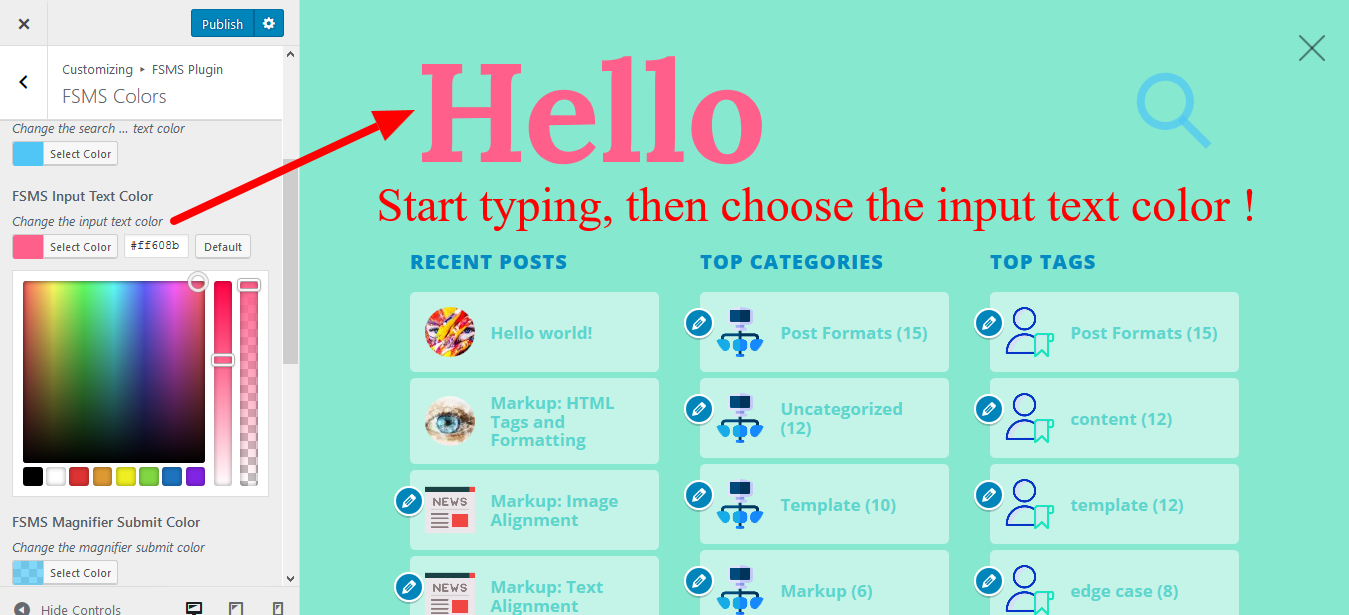 Publish
Customizing ▸ FSMS Plugin
FSMS Colors
Change the search ... text color
Select Color
FSMS Input Text Color
Change the input text color
Select Color
#ff608b
Default
FSMS Magnifier Submit Color
Change the magnifier submit color
Select Color
Hide Controls
Hello
Start typing, then choose the input text color !
RECENT POSTS
Hello world!
Markup: HTML
Tags and
Formatting
NEWS
Markup: Image
Alignment
NEWS
Markup: Text
Alignment
TOP CATEGORIES
Post Formats (15)
Uncategorized
(12)
Template (10)
Markup (6)
TOP TAGS
Post Formats (15)
content (12)
template (12)
edge case (8)